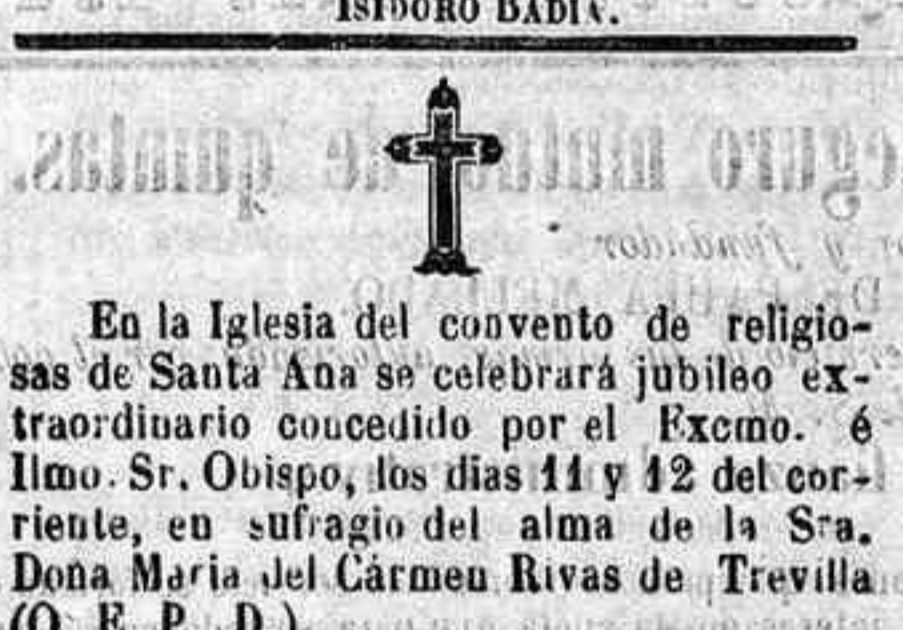 ISIDORO BADIA.
En la Iglesia del convento de religio-
sas de Santa Ana se celebrará jubileo ex-
traordinario concedido por el Excmo. é
Ilmo. Sr. Obispo, los dias 11 y 12 del cor-
riente, en sufragio del alma de la Sra.
Doña Maria del Cármen Rivas de Trevilla
(Q. E. P. D.)